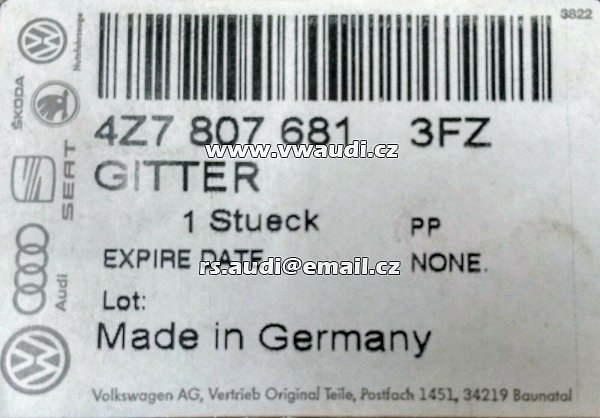 3822
Nutzfahrzeuge
ŠKODA
4Z7 807 681 3FZ
www.vwaudi.cz
GITTER
SEAT
1 Stueck PP
EXPIRE DATE NONE.
rs.audi@email.cz
Audi
Lot:
Made in Germany
Volkswagen AG, Vertrieb Original Teile, Postfach 1451, 34219 Baunatal